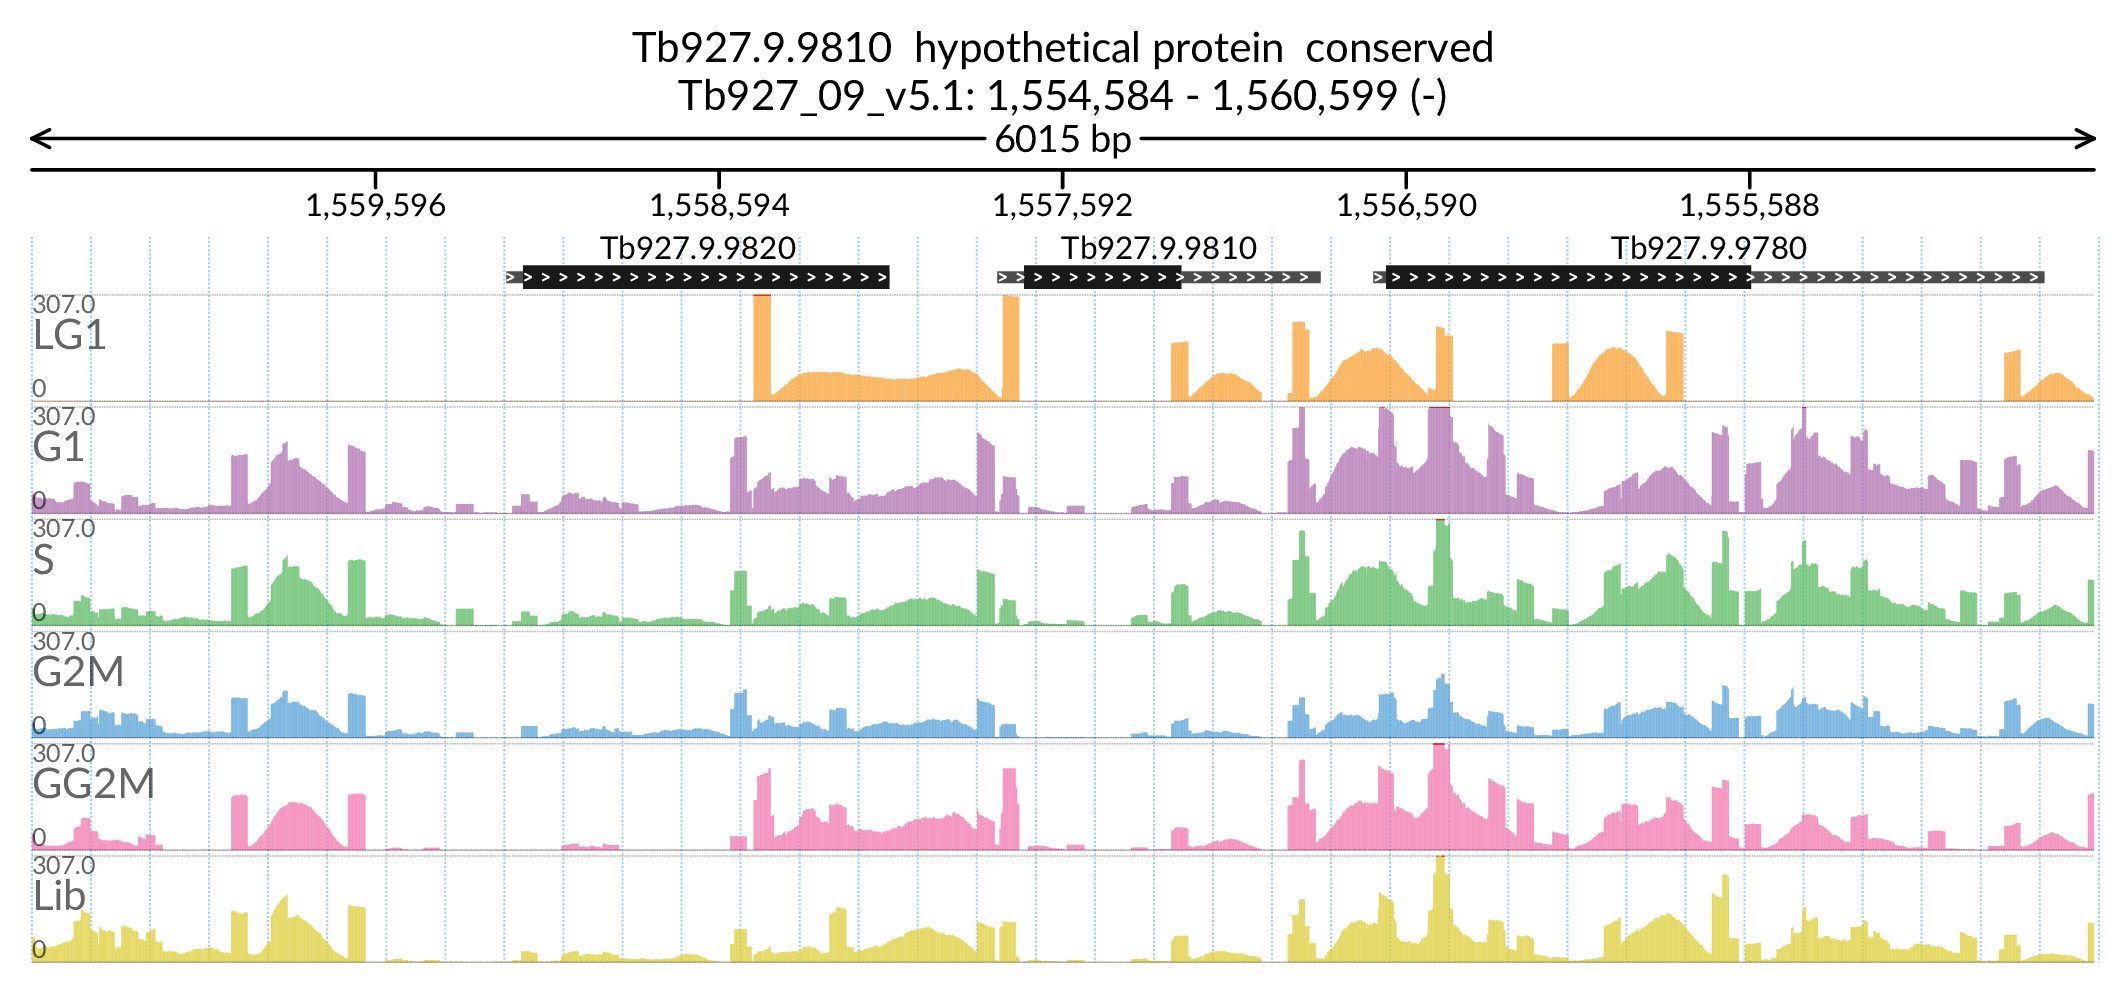 Tb927.9.9810  hypothetical protein  conserved
Tb927_09_v5.1: 1,554,584 - 1,560,599 (-)
6015 bp
1,559,596 1,558,594 1,557,592 1,556,590 1,555,588
Tb927.9.9820 Tb927.9.9810 Tb927.9.9780
307.0
LG1
0
307.0
G1
0
307.0
S
0
307.0
G2M
0
307.0
GG2M
0
307.0
Lib
0